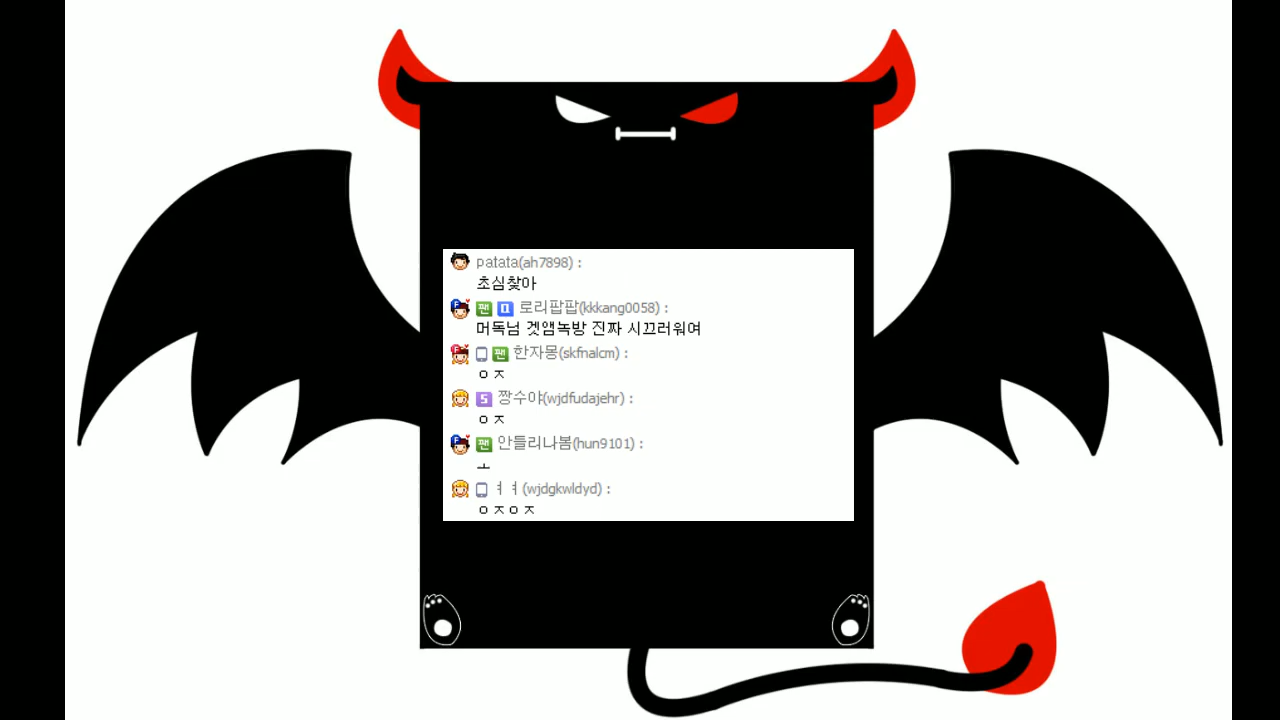 patata(ah7898) :
초심찾아
팬 Q 로리팝팝(kkkang0058) :
머독님 겟앰녹방 진짜 시끄러워여
팬 한자몽(skfnalcm) :
ㅇㅈ
S 짱수야(wjdfudajehr) :
ㅇㅈ
팬 안틀리나봄(hun9101) :
ㅗ
ㅕㅕ(wjdgkwldyd) :
ㅇㅈㅇㅈ